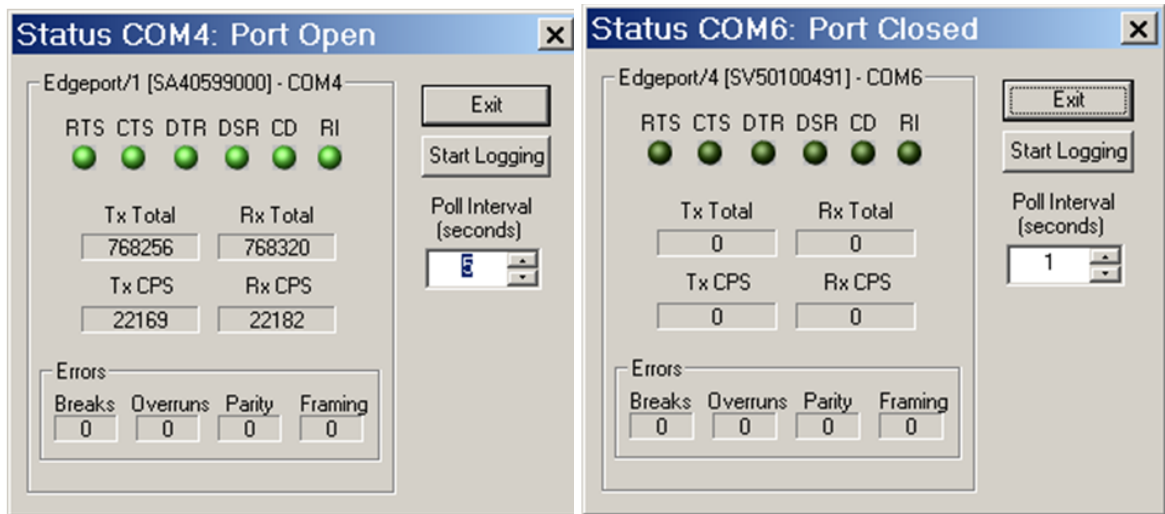 Status COM4: Port Open
Edgeport/1 [SA40599000] - COM4
RTS CTS DTR DSR CD RI
Tx Total Rx Total
768256 768320
Tx CPS Rx CPS
22169 22182
Errors
Breaks Overruns Parity Framing
0 0 0 0
Exit
Start Logging
Poll Interval
(seconds)
5
Status COM6: Port Closed
Edgeport/4 [SV50100491] - COM6
RTS CTS DTR DSR CD RI
Tx Total Rx Total
0 0
Tx CPS Rx CPS
0 0
Errors
Breaks Overruns Parity Framing
0 0 0 0
Exit
Start Logging
Poll Interval
(seconds)
1